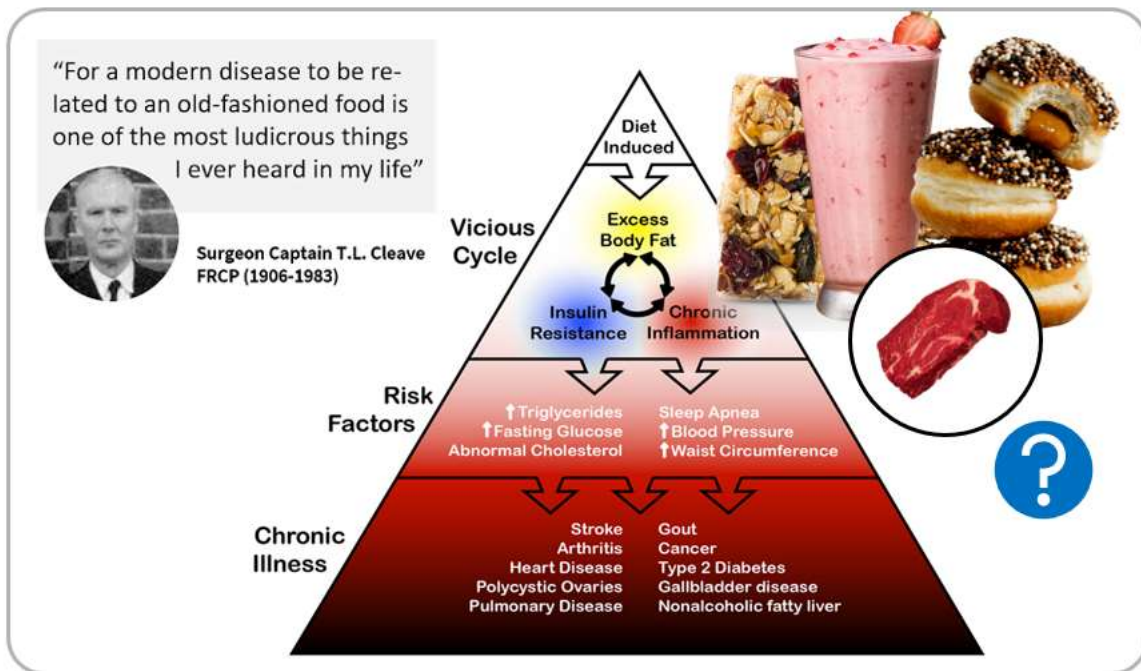 “For a modern disease to be re-
lated to an old-fashioned food is
one of the most ludicrous things
I ever heard in my life”
Surgeon Captain T.L. Cleave
FRCP (1906-1983)
Diet
Induced
Vicious
Cycle
Excess
Body Fat
Insulin
Resistance
Chronic
Inflammation
Risk
Factors
↑Triglycerides
↑Fasting Glucose
Abnormal Cholesterol
Sleep Apnea
↑Blood Pressure
↑Waist Circumference
Chronic
Illness
Stroke
Arthritis
Heart Disease
Polycystic Ovaries
Pulmonary Disease
Gout
Cancer
Type 2 Diabetes
Gallbladder disease
Nonalcoholic fatty liver
?